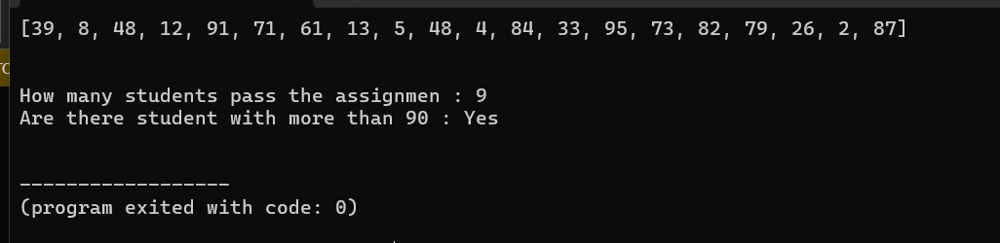 [39, 8, 48, 12, 91, 71, 61, 13, 5, 48, 4, 84, 33, 95, 73, 82, 79, 26, 2, 87]
How many students pass the assignmen : 9
Are there student with more than 90 : Yes
------------------
(program exited with code: 0)